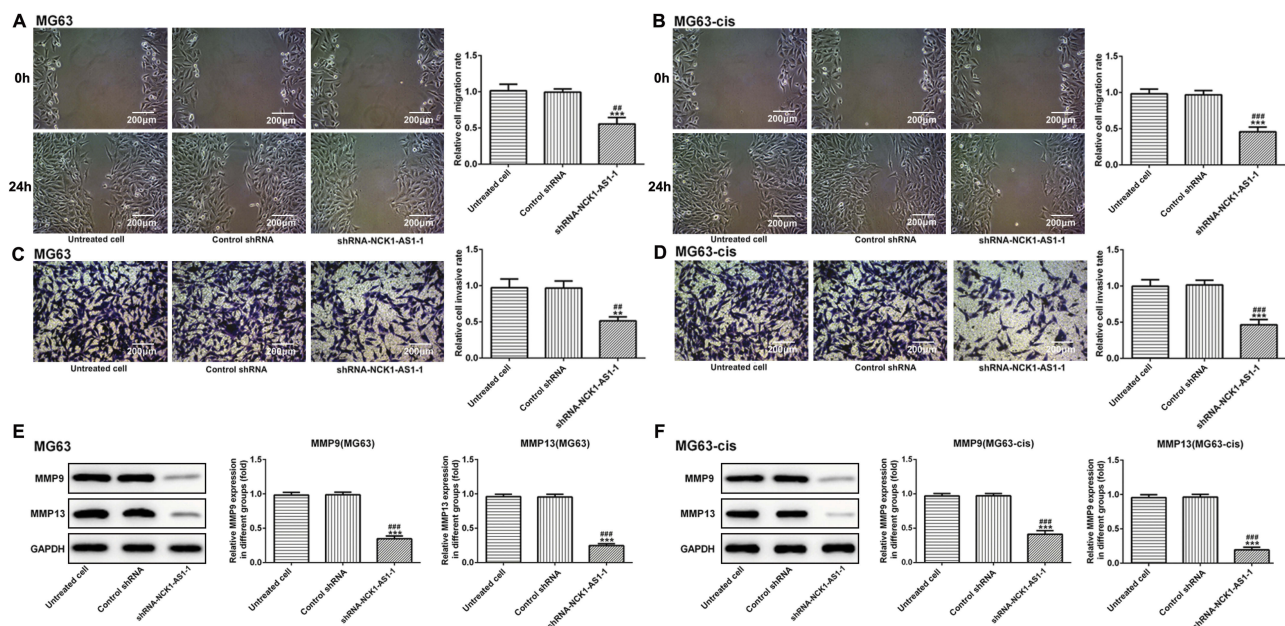 A
MG63
0h
200μm
200μm
200μm
24h
200μm
200μm
200μm
Untreated cell
Control shRNA
shRNA-NCK1-AS1-1
Relative cell migration rate
1.5
1.0
0.5
0.0
##
***
Untreated cell
Control shRNA
shRNA-NCK1-AS1-1
B
MG63-cis
0h
200μm
200μm
200μm
24h
200μm
200μm
200μm
Untreated cell
Control shRNA
shRNA-NCK1-AS1-1
Relative cell migration rate
1.5
1.0
0.5
0.0
###
***
Untreated cell
Control shRNA
shRNA-NCK1-AS1-1
C
MG63
200μm
200μm
200μm
Untreated cell
Control shRNA
shRNA-NCK1-AS1-1
Relative cell invasive rate
1.5
1.0
0.5
0.0
##
**
Untreated cell
Control shRNA
shRNA-NCK1-AS1-1
D
MG63-cis
200μm
200μm
200μm
Untreated cell
Control shRNA
shRNA-NCK1-AS1-1
Relative cell invasive rate
1.5
1.0
0.5
0.0
###
***
Untreated cell
Control shRNA
shRNA-NCK1-AS1-1
E
MG63
MMP9
MMP13
GAPDH
Untreated cell
Control shRNA
shRNA-NCK1-AS1-1
MMP9(MG63)
Relative MMP9 expression
in different groups (fold)
1.5
1.0
0.5
0.0
###
***
Untreated cell
Control shRNA
shRNA-NCK1-AS1-1
MMP13(MG63)
Relative MMP13 expression
in different groups (fold)
1.5
1.0
0.5
0.0
###
***
Untreated cell
Control shRNA
shRNA-NCK1-AS1-1
F
MG63-cis
MMP9
MMP13
GAPDH
Untreated cell
Control shRNA
shRNA-NCK1-AS1-1
MMP9(MG63-cis)
Relative MMP9 expression
in different groups (fold)
1.5
1.0
0.5
0.0
###
***
Untreated cell
Control shRNA
shRNA-NCK1-AS1-1
MMP13(MG63-cis)
Relative MMP9 expression
in different groups (fold)
1.5
1.0
0.5
0.0
###
***
Untreated cell
Control shRNA
shRNA-NCK1-AS1-1